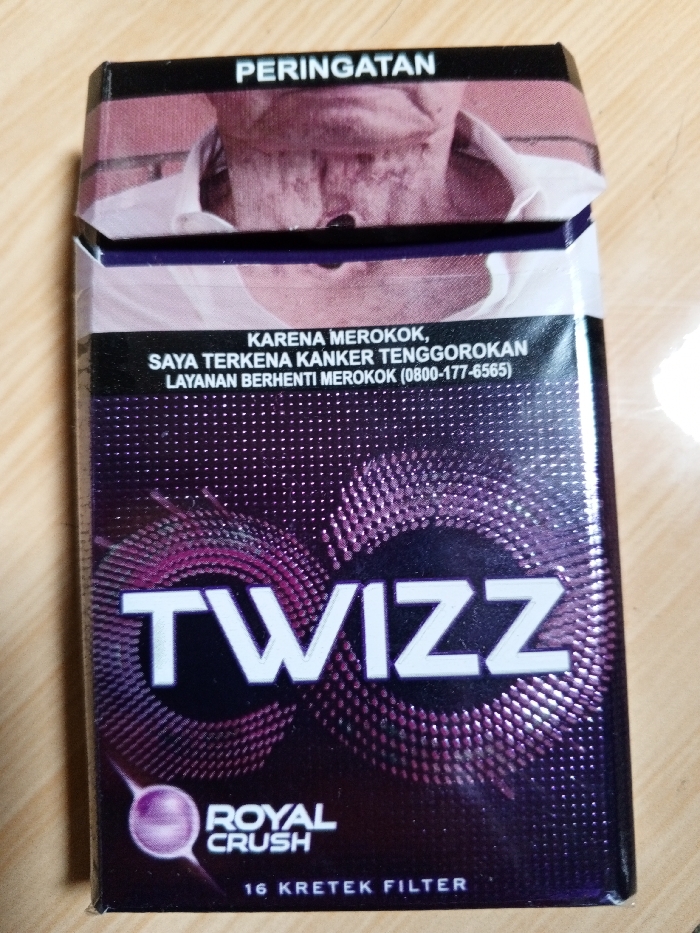 PERINGATAN
KARENA MEROKOK,
SAYA TERKENA KANKER TENGGOROKAN
LAYANAN BERHENTI MEROKOK (0800-177-6565)
TWIZZ
ROYAL
CRUSH
16 KRETEK FILTER